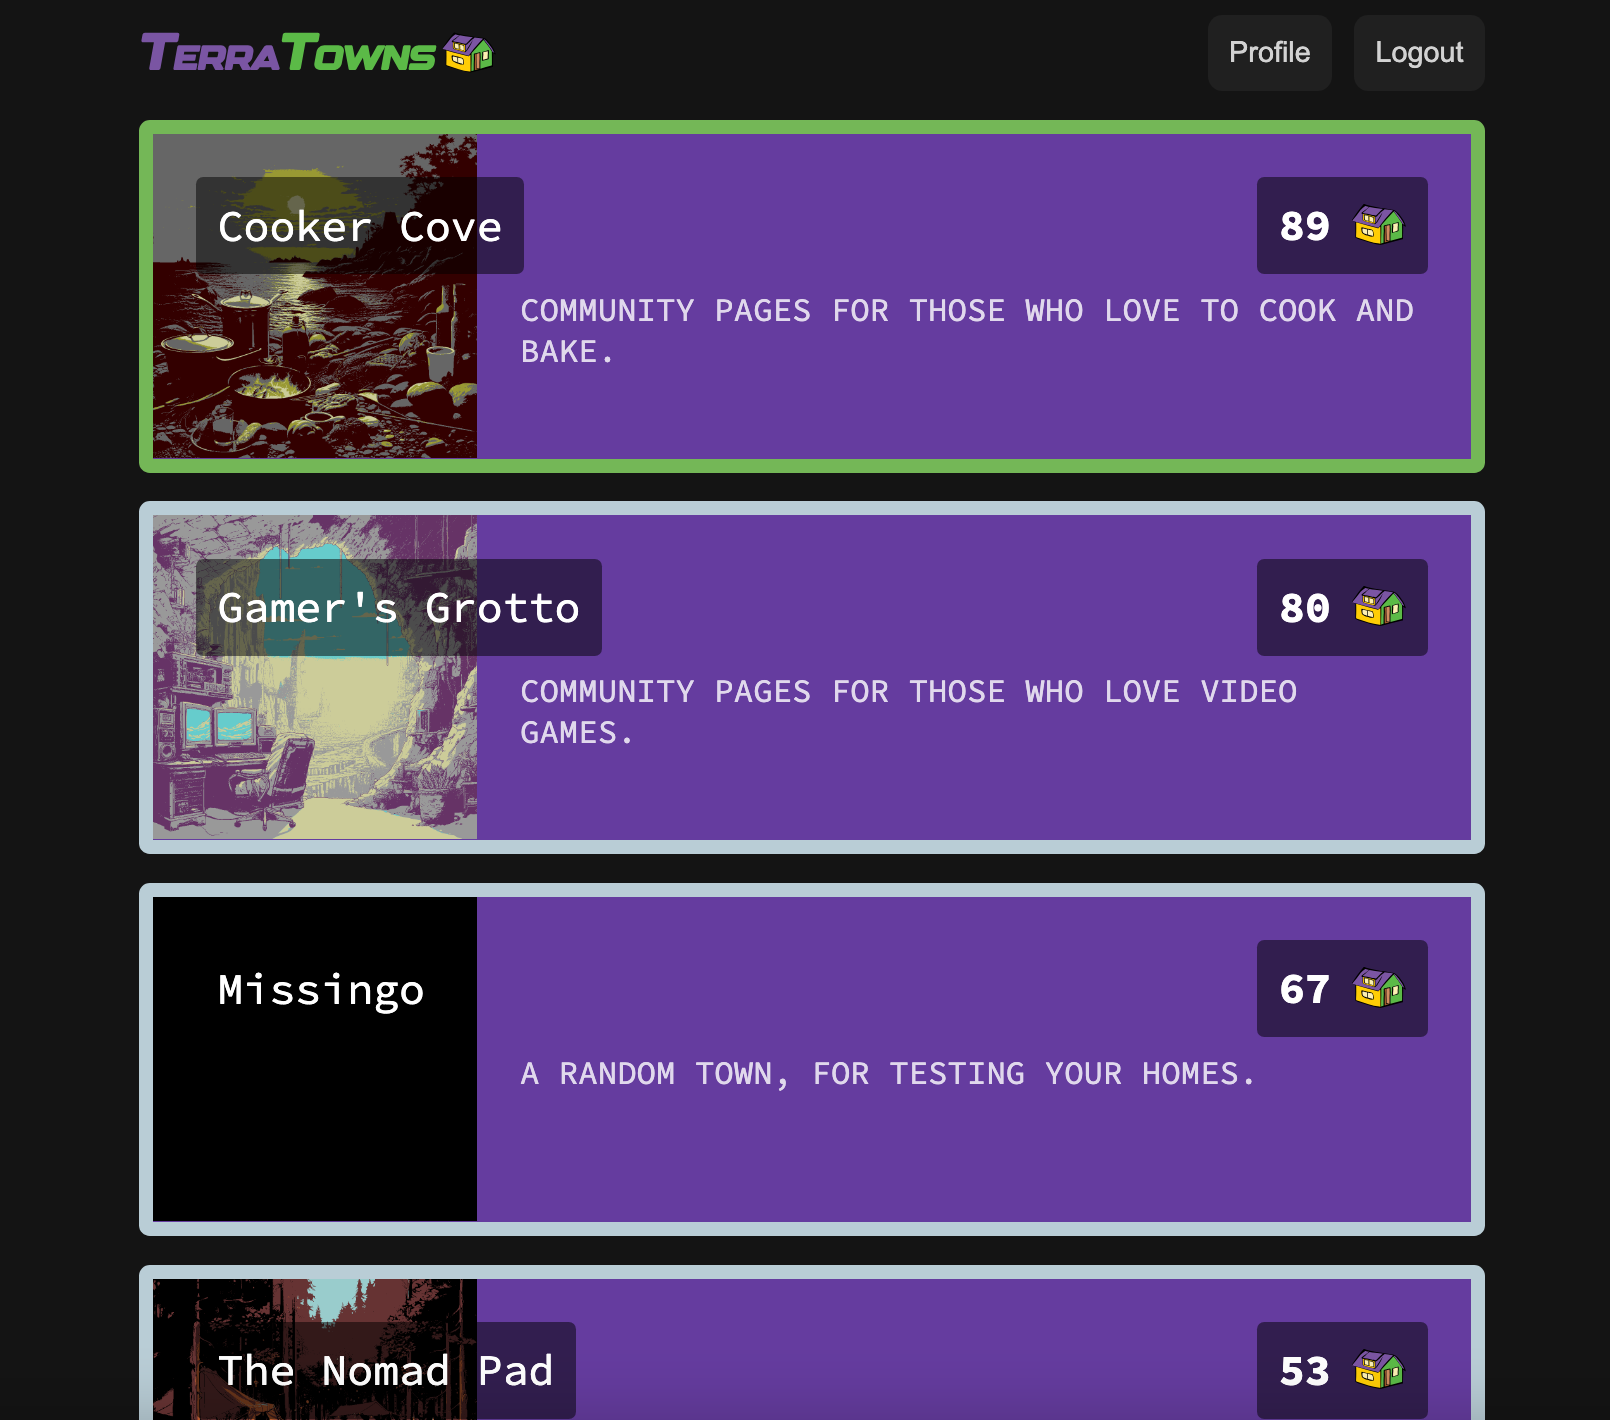 TERRATOWNS
Profile
Logout
Cooker Cove
89
COMMUNITY PAGES FOR THOSE WHO LOVE TO COOK AND
BAKE.
Gamer's Grotto
80
COMMUNITY PAGES FOR THOSE WHO LOVE VIDEO
GAMES.
Missingo
67
A RANDOM TOWN, FOR TESTING YOUR HOMES.
The Nomad Pad
53